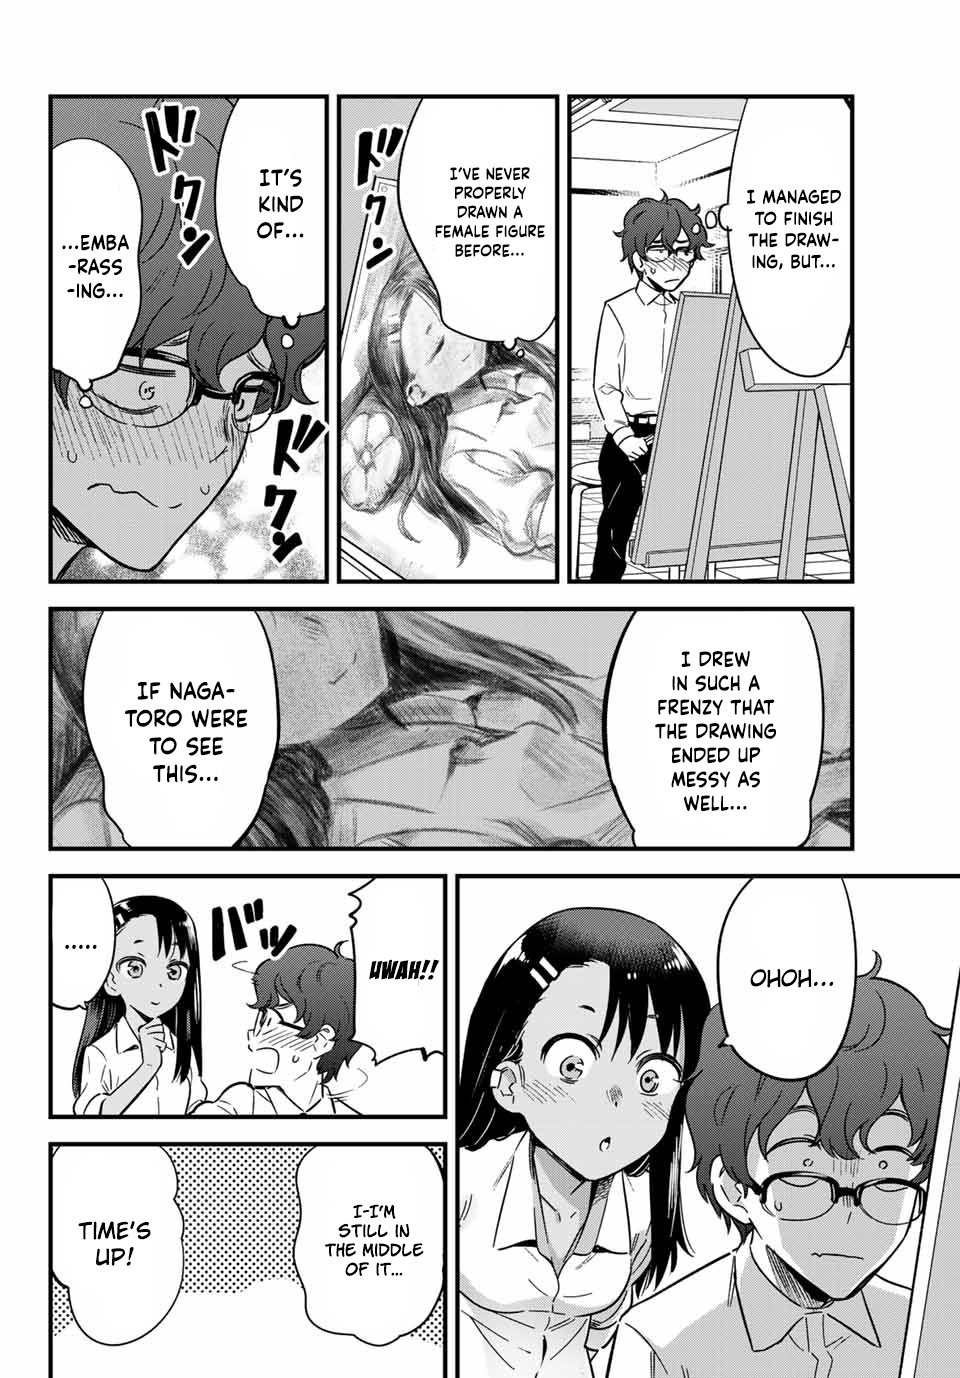 I MANAGED
TO FINISH
THE DRAW-
ING, BUT...
I'VE NEVER
PROPERLY
DRAWN A
FEMALE FIGURE
BEFORE...
ドクン
IT'S
KIND
OF...
...EMBA
-RASS
-ING...
ドクン
ドクン
I DREW
IN SUCH A
FRENZY THAT
THE DRAWING
ENDED UP
MESSY AS
WELL...
IF NAGA-
TORO WERE
TO SEE
THIS...
OHOH...
UWAH!!
バッ
.....
I-I'M
STILL IN
THE MIDDLE
OF IT...
TIME'S
UP!